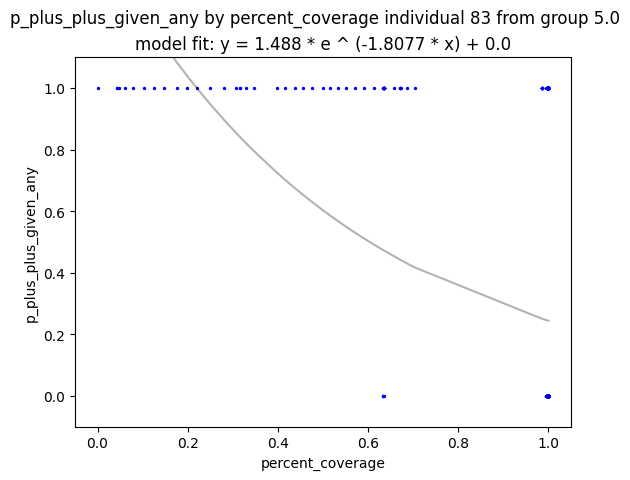 p_plus_plus_given_any by percent_coverage individual 83 from group 5.0
model fit: y = 1.488 * e ^ (-1.8077 * x) + 0.0
p_plus_plus_given_any
1.0
0.8
0.6
0.4
0.2
0.0
0.0 0.2 0.4 0.6 0.8 1.0
percent_coverage